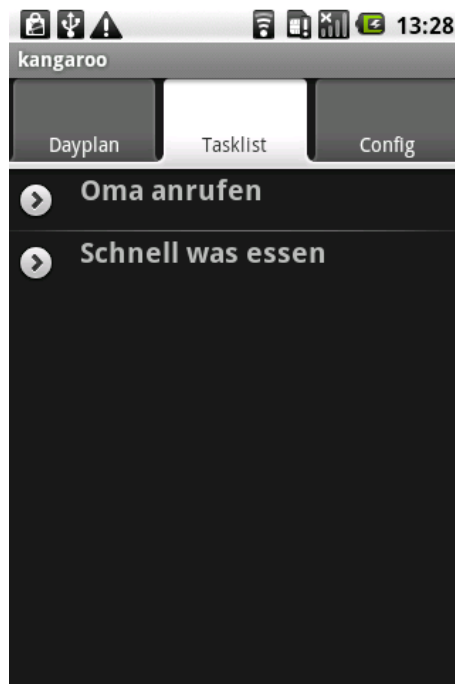 13:28
kangaroo
Dayplan Tasklist Config
Oma anrufen
Schnell was essen